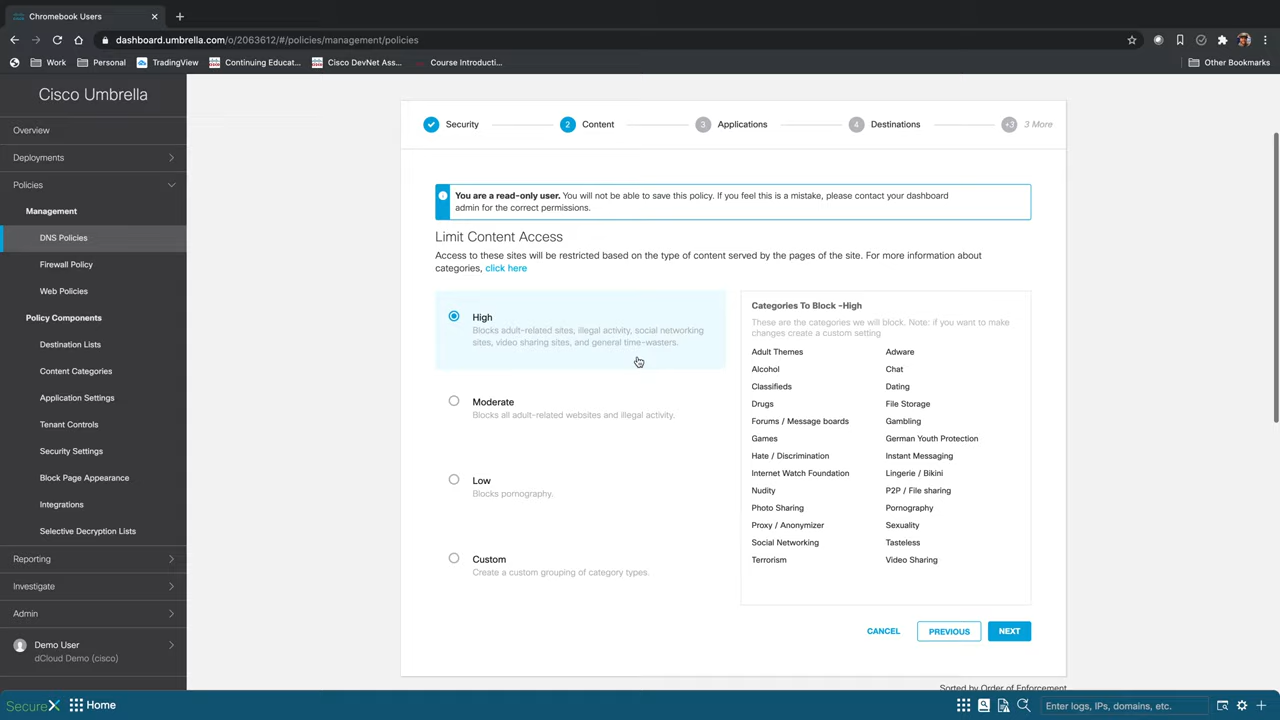 Chromebook Users
dashboard.umbrella.com/o/2063612/#/policies/management/policies
Work
Personal
TradingView
Continuing Educat...
Cisco DevNet Ass...
Course Introducti...
Other Bookmarks
Cisco Umbrella
Overview
Deployments
Policies
Management
DNS Policies
Firewall Policy
Web Policies
Policy Components
Destination Lists
Content Categories
Application Settings
Tenant Controls
Security Settings
Block Page Appearance
Integrations
Selective Decryption Lists
Reporting
Investigate
Admin
Demo User
dCloud Demo (cisco)
Security
2 Content
3 Applications
4 Destinations
+3 3 More
You are a read-only user. You will not be able to save this policy. If you feel this is a mistake, please contact your dashboard
admin for the correct permissions.
Limit Content Access
Access to these sites will be restricted based on the type of content served by the pages of the site. For more information about
categories, click here
High
Blocks adult-related sites, illegal activity, social networking
sites, video sharing sites, and general time-wasters.
Moderate
Blocks all adult-related websites and illegal activity.
Low
Blocks pornography.
Custom
Create a custom grouping of category types.
Categories To Block -High
These are the categories we will block. Note: if you want to make
changes create a custom setting
Adult Themes Adware
Alcohol Chat
Classifieds Dating
Drugs File Storage
Forums / Message boards Gambling
Games German Youth Protection
Hate / Discrimination Instant Messaging
Internet Watch Foundation Lingerie / Bikini
Nudity P2P / File sharing
Photo Sharing Pornography
Proxy / Anonymizer Sexuality
Social Networking Tasteless
Terrorism Video Sharing
CANCEL PREVIOUS NEXT
Sorted by Order of Enforcement
SecureX Home
Enter logs, IPs, domains, etc.